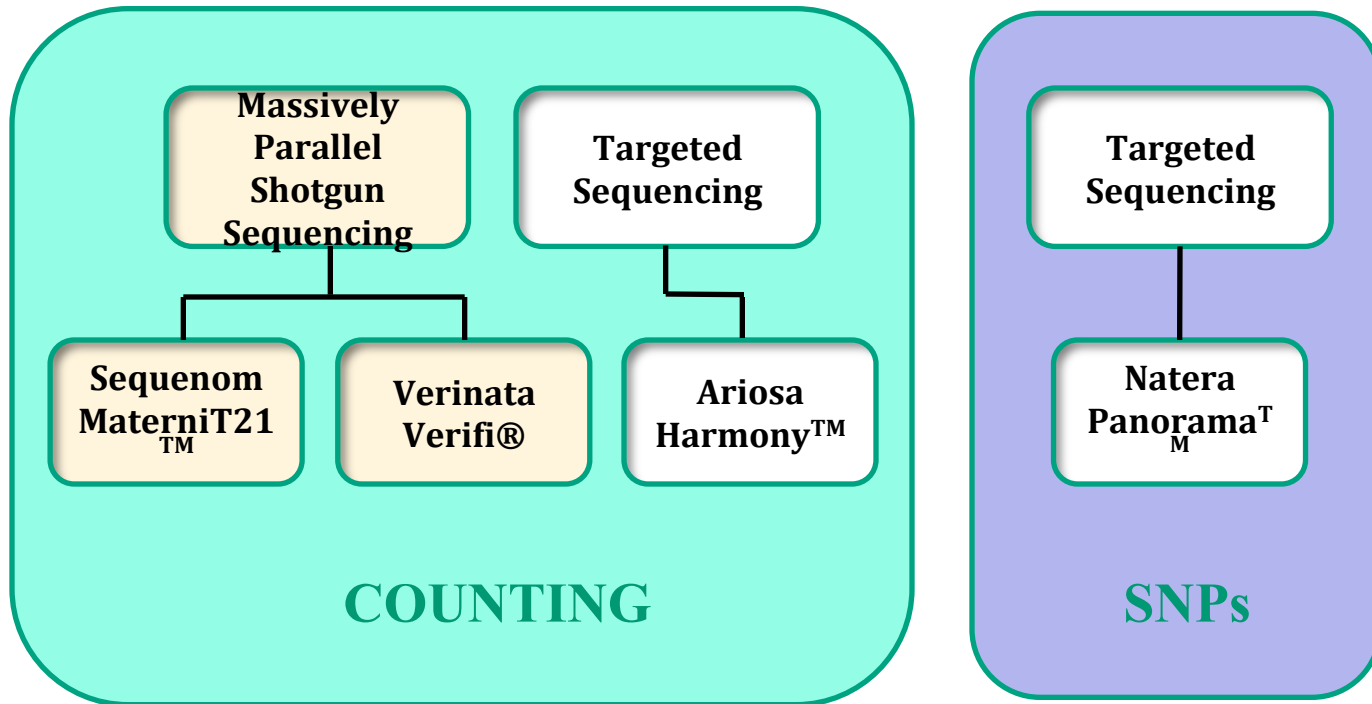 Massively
Parallel
Shotgun
Sequencing
Targeted
Sequencing
Sequenom
MaterniT21
TM
Verinata
Verifi®
Ariosa
Harmony™
COUNTING
Targeted
Sequencing
Natera
Panoramaᵀ
ᴹ
SNPs